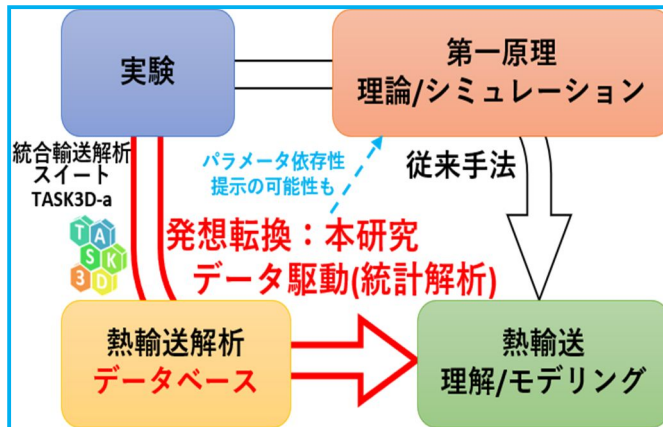 実験
第一原理
理論/シミュレーション
統合輸送解析
スイート
TASK3D-a
パラメータ依存性
提示の可能性も
従来手法
TA
SK
3D
発想転換：本研究
データ駆動(統計解析)
熱輸送解析
データベース
熱輸送
理解/モデリング